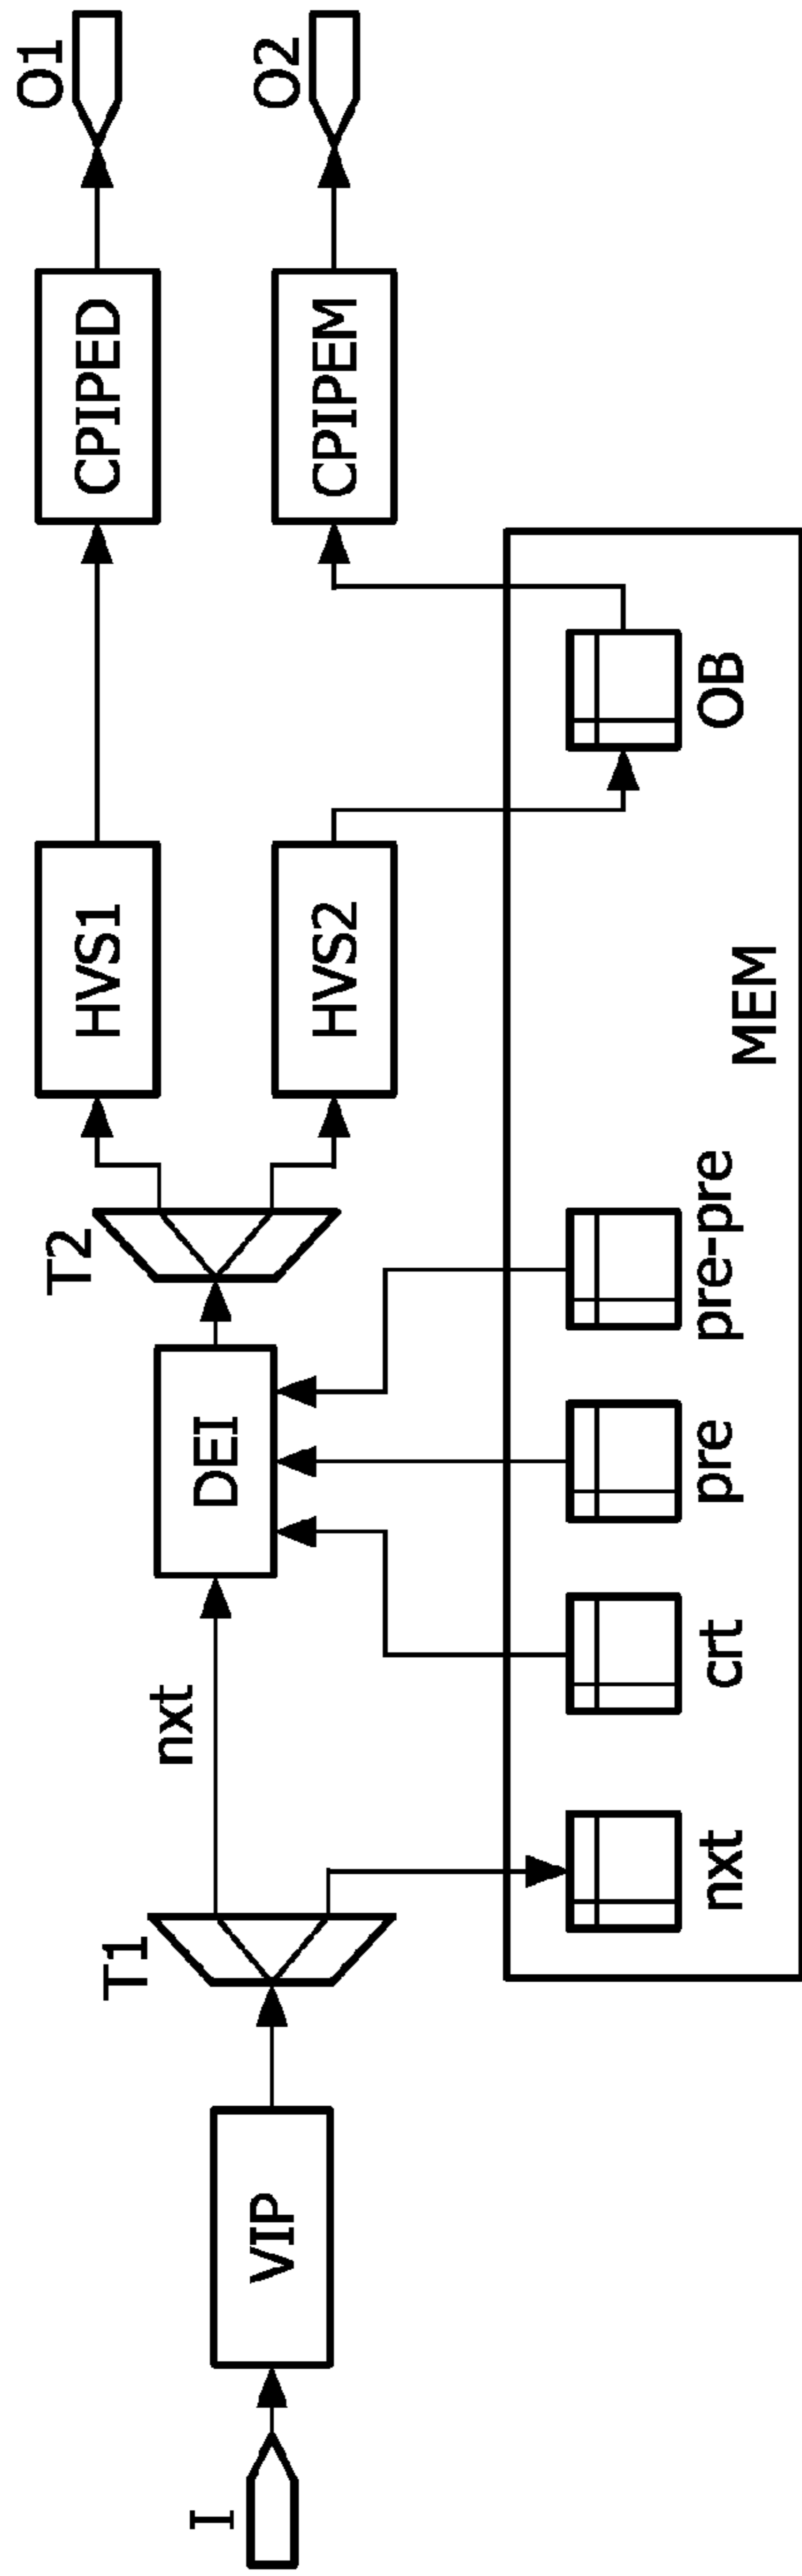 I
VIP
T1
nxt
DEI
T2
HVS1
HVS2
CPIPED
CPIPEM
O1
O2
nxt
crt
pre
pre-pre
OB
MEM